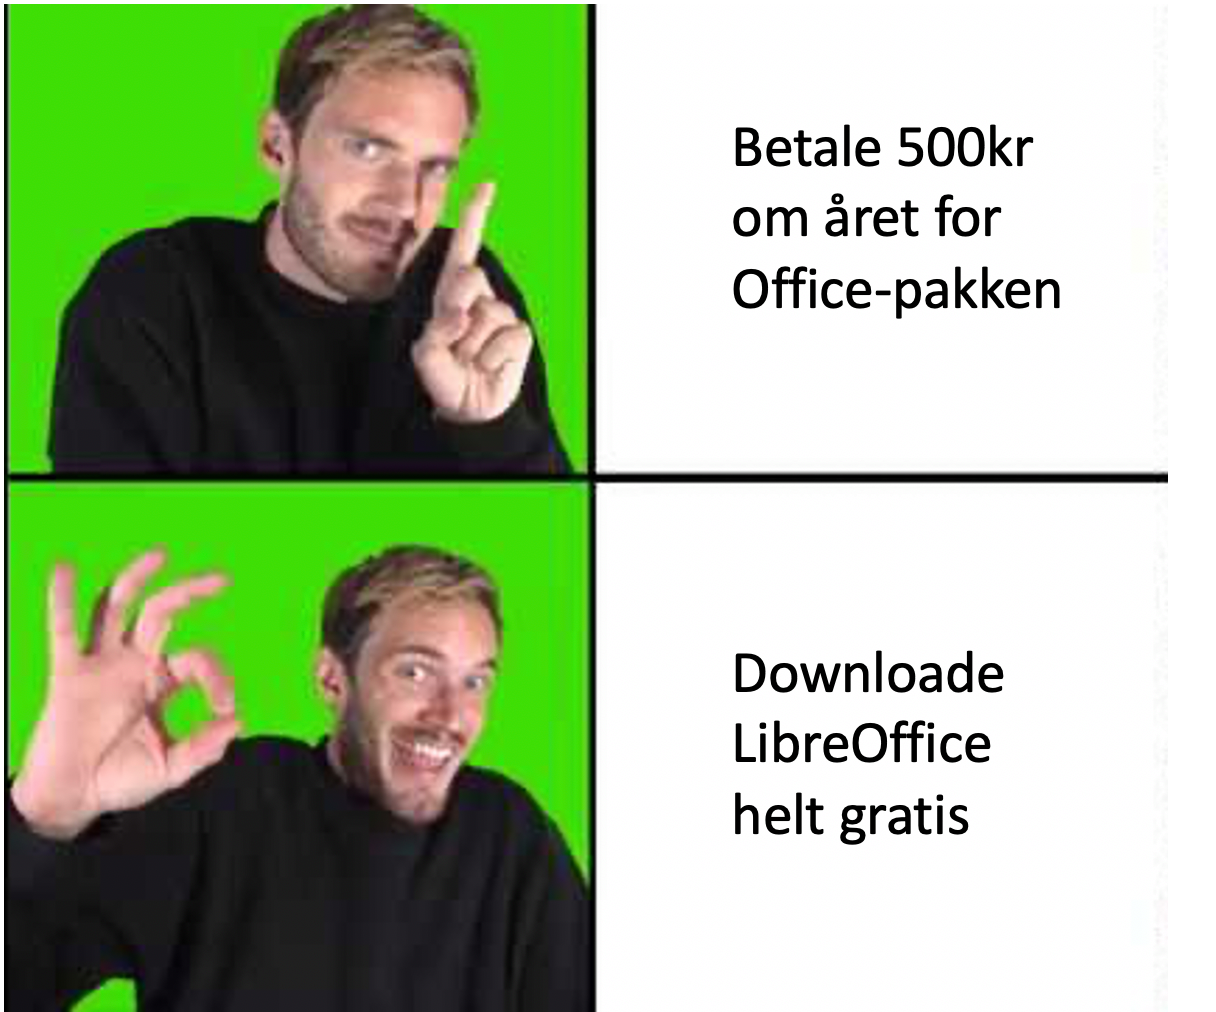 Betale 500kr
om året for
Office-pakken
Downloade
LibreOffice
helt gratis